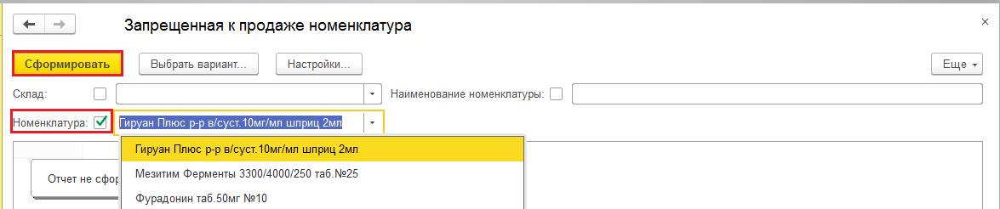 Запрещенная к продаже номенклатура
Сформировать Выбрать вариант... Настройки... Еще
Склад: Наименование номенклатуры:
Номенклатура: Гируан Плюс р-р в/суст.10мг/мл шприц 2мл
Гируан Плюс р-р в/суст.10мг/мл шприц 2мл
Мезитим Ферменты 3300/4000/250 таб.№25
Отчет не сфор
Фурадонин таб.50мг №10